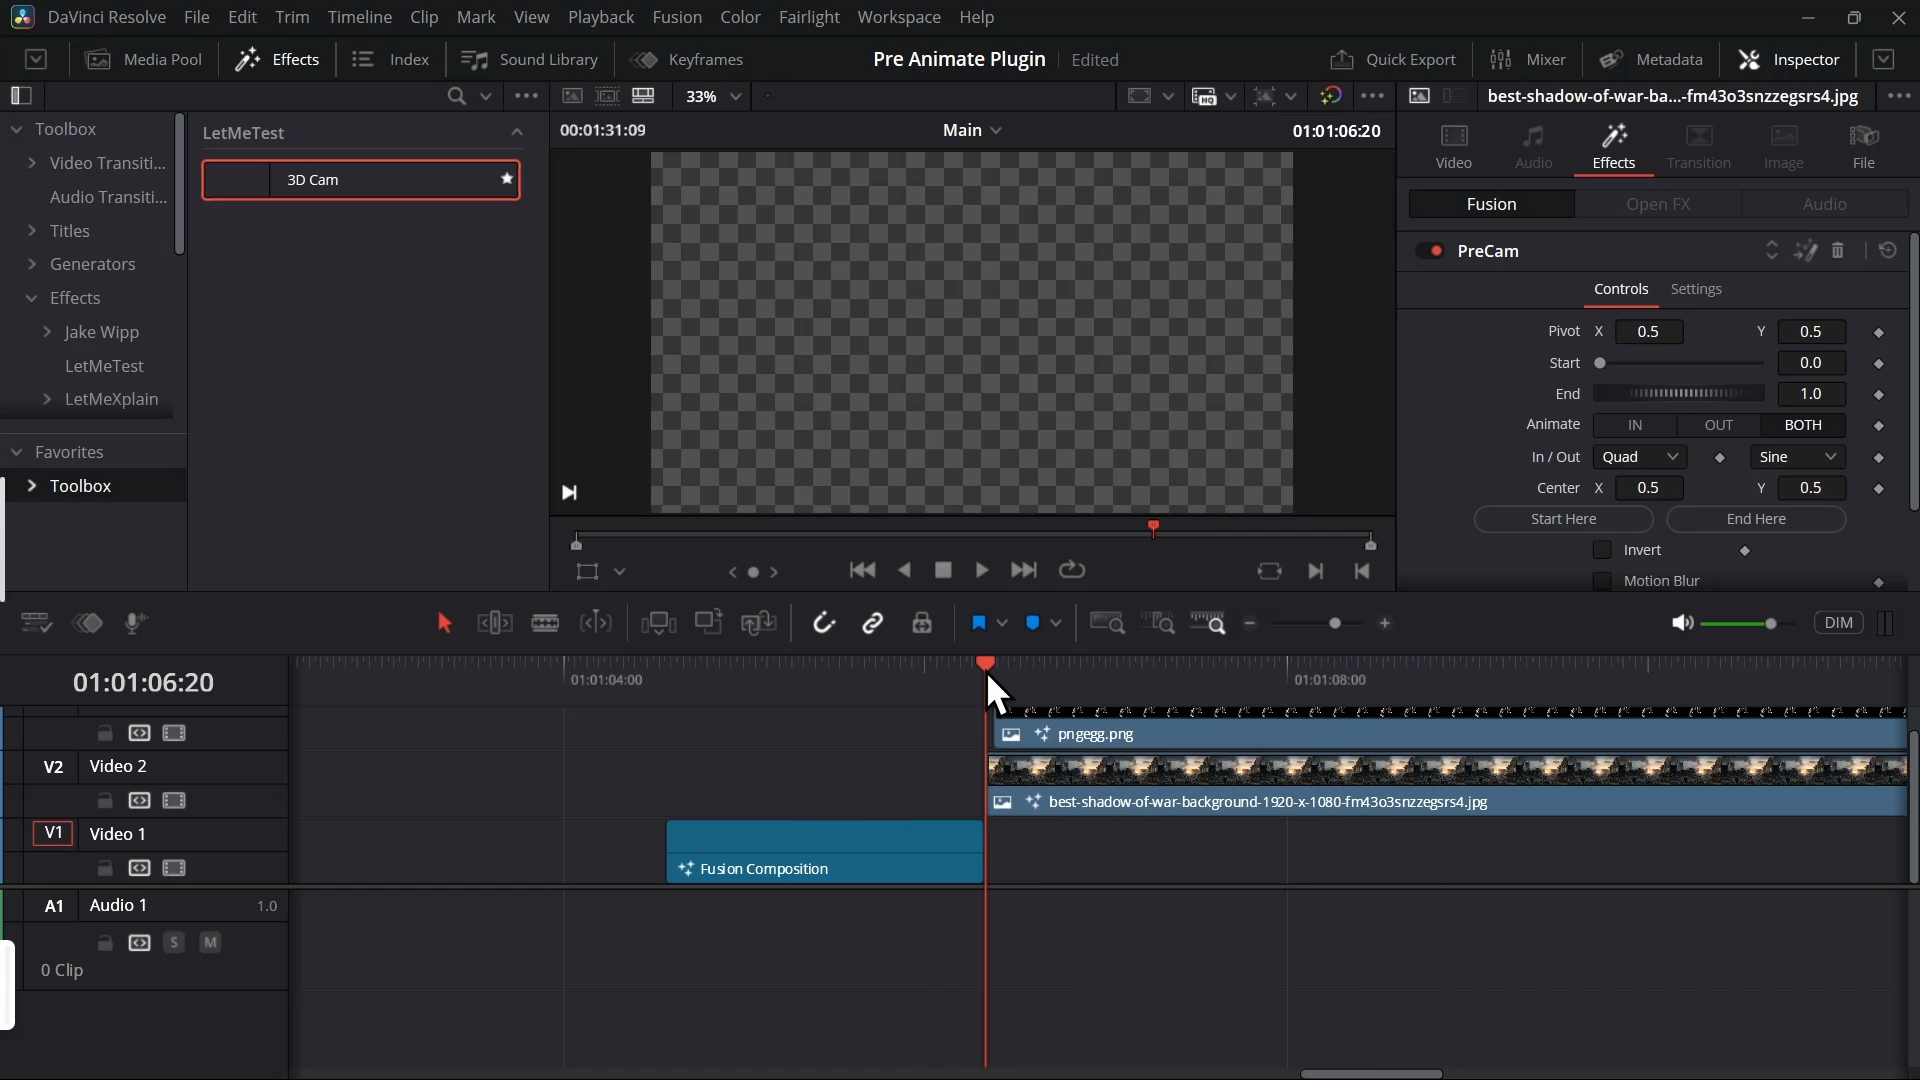 DaVinci Resolve File Edit Trim Timeline Clip Mark View Playback Fusion Color Fairlight Workspace Help
Media Pool Effects Index Sound Library Keyframes Pre Animate Plugin Edited Quick Export Mixer Metadata Inspector
33% HQ best-shadow-of-war-ba...-fm43o3snzzegsrs4.jpg
Toolbox LetMeTest 00:01:31:09 Main 01:01:06:20
Video Audio Effects Transition Image File
Video Transiti...
3D Cam
Audio Transiti...
Fusion Open FX Audio
Titles
Generators
PreCam
Effects
Controls Settings
Jake Wipp
Pivot X 0.5 Y 0.5
LetMeTest
Start 0.0
LetMeXplain
End 1.0
Animate IN OUT BOTH
Favorites
In / Out Quad Sine
Toolbox
Center X 0.5 Y 0.5
Start Here End Here
Invert
Motion Blur
DIM
01:01:06:20 01:01:04:00 01:01:08:00
pngegg.png
V2 Video 2
best-shadow-of-war-background-1920-x-1080-fm43o3snzzegsrs4.jpg
V1 Video 1
Fusion Composition
A1 Audio 1 1.0
S M
0 Clip